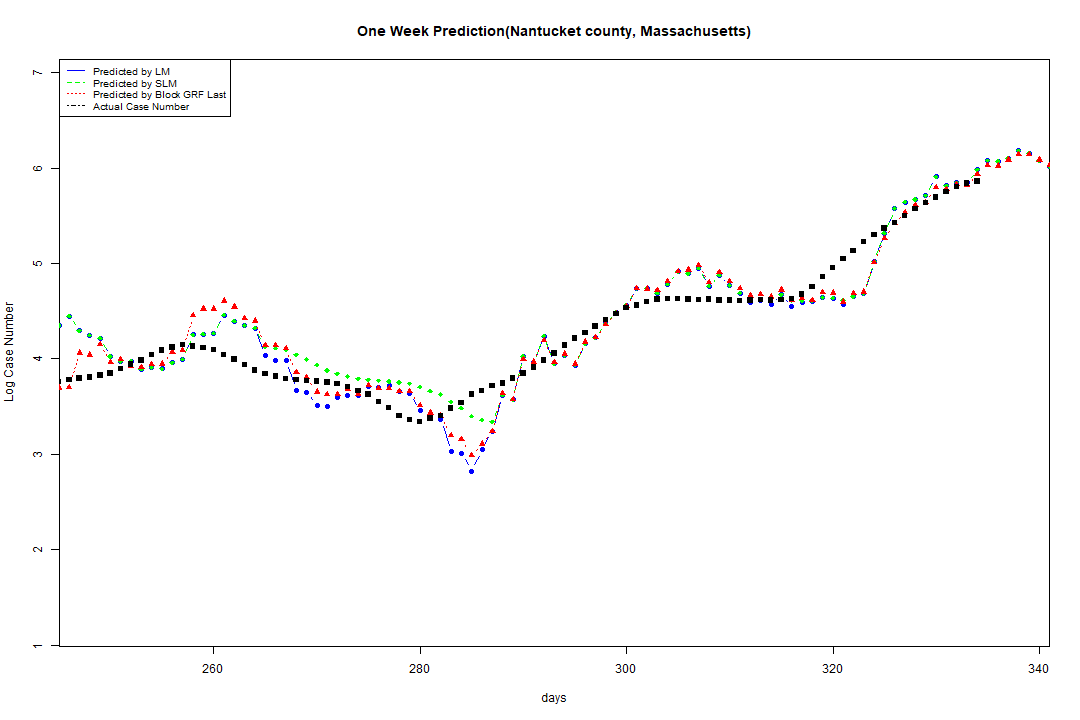 One Week Prediction(Nantucket county, Massachusetts)
Predicted by LM
Predicted by SLM
Predicted by Block GRF Last
Actual Case Number
7
6
5
4
3
2
1
Log Case Number
260
280
300
320
340
days